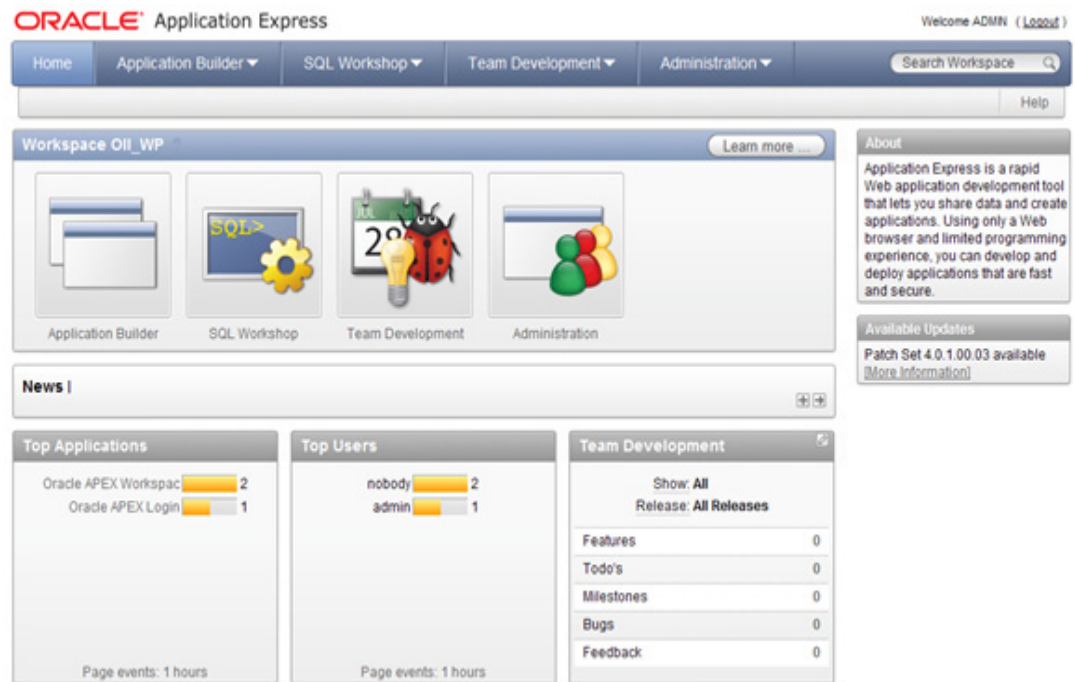 ORACLE Application Express
Welcome ADMIN ( Logout )
Home
Application Builder
SQL Workshop
Team Development
Administration
Search Workspace
Help
Workspace OII_WP
Learn more ...
JUL
28
SQL>
Application Builder
SQL Workshop
Team Development
Administration
News |
Top Applications
Oracle APEX Workspac 2
Oracle APEX Login 1
Page events: 1 hours
Top Users
nobody 2
admin 1
Page events: 1 hours
Team Development
Show: All
Release: All Releases
Features 0
Todo's 0
Milestones 0
Bugs 0
Feedback 0
About
Application Express is a rapid
Web application development tool
that lets you share data and create
applications. Using only a Web
browser and limited programming
experience, you can develop and
deploy applications that are fast
and secure.
Available Updates
Patch Set 4.0.1.00.03 available
[More Information]